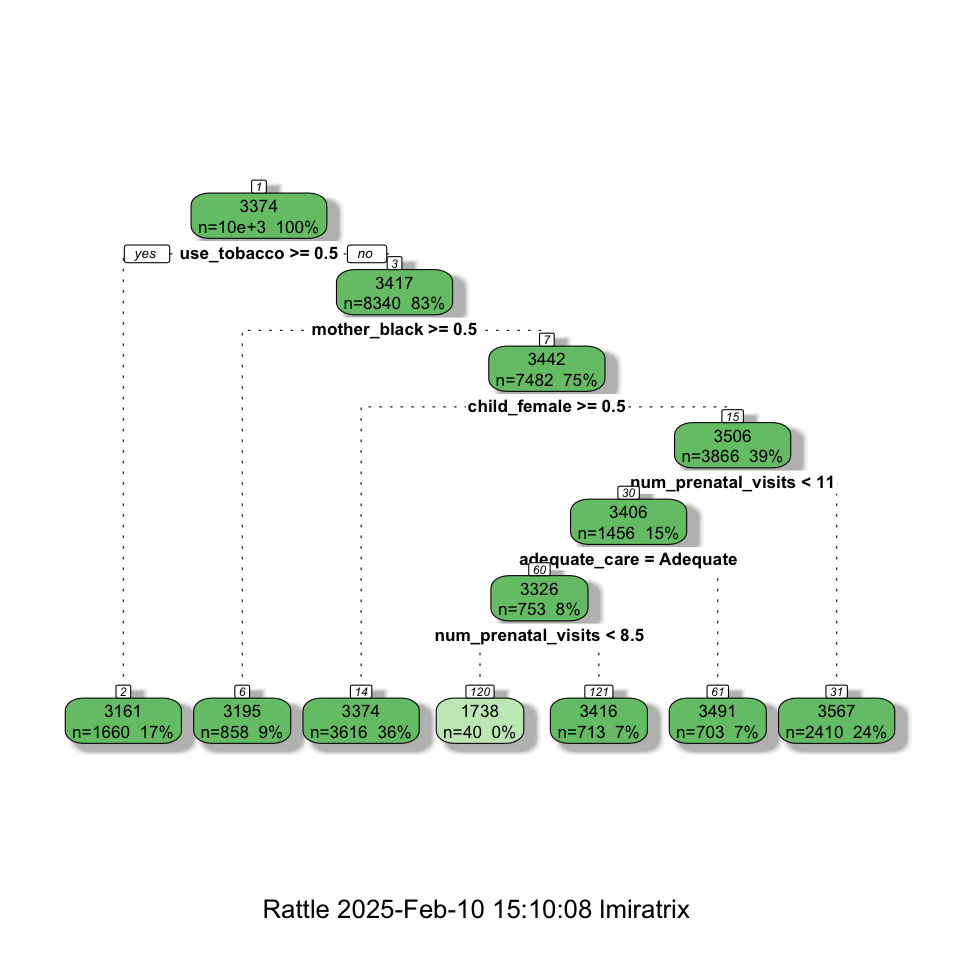 1
3374
n=10e+3 100%
yes use_tobacco >= 0.5 no
3
3417
n=8340 83%
mother_black >= 0.5
7
3442
n=7482 75%
child_female >= 0.5
15
3506
n=3866 39%
num_prenatal_visits < 11
30
3406
n=1456 15%
adequate_care = Adequate
60
3326
n=753 8%
num_prenatal_visits < 8.5
2
3161
n=1660 17%
6
3195
n=858 9%
14
3374
n=3616 36%
120
1738
n=40 0%
121
3416
n=713 7%
61
3491
n=703 7%
31
3567
n=2410 24%
Rattle 2025-Feb-10 15:10:08 lmiratrix